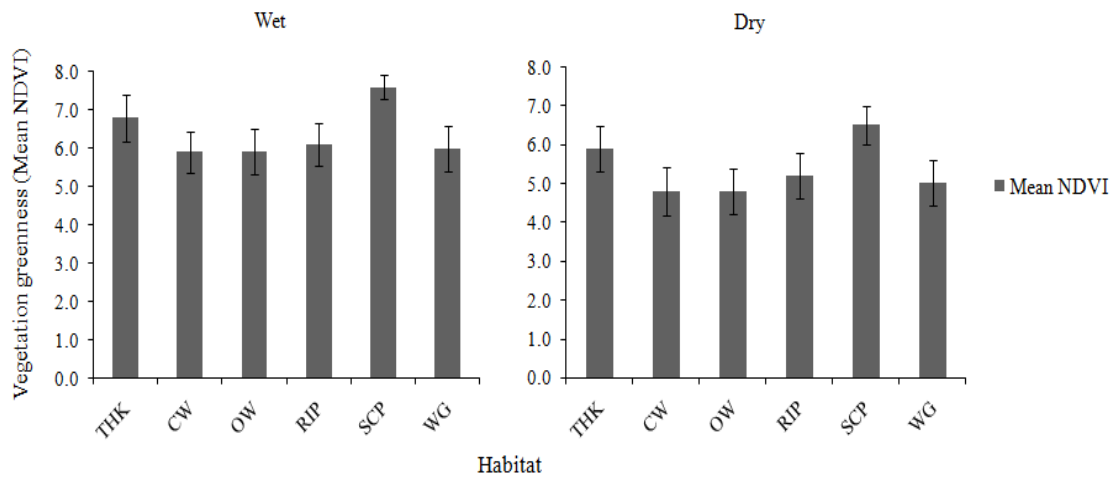 Wet
Dry
Vegetation greenness (Mean NDVI)
8.0
7.0
6.0
5.0
4.0
3.0
2.0
1.0
0.0
THK
CW
OW
RIP
SCP
WG
8.0
7.0
6.0
5.0
4.0
3.0
2.0
1.0
0.0
THK
CW
OW
RIP
SCP
WG
Mean NDVI
Habitat